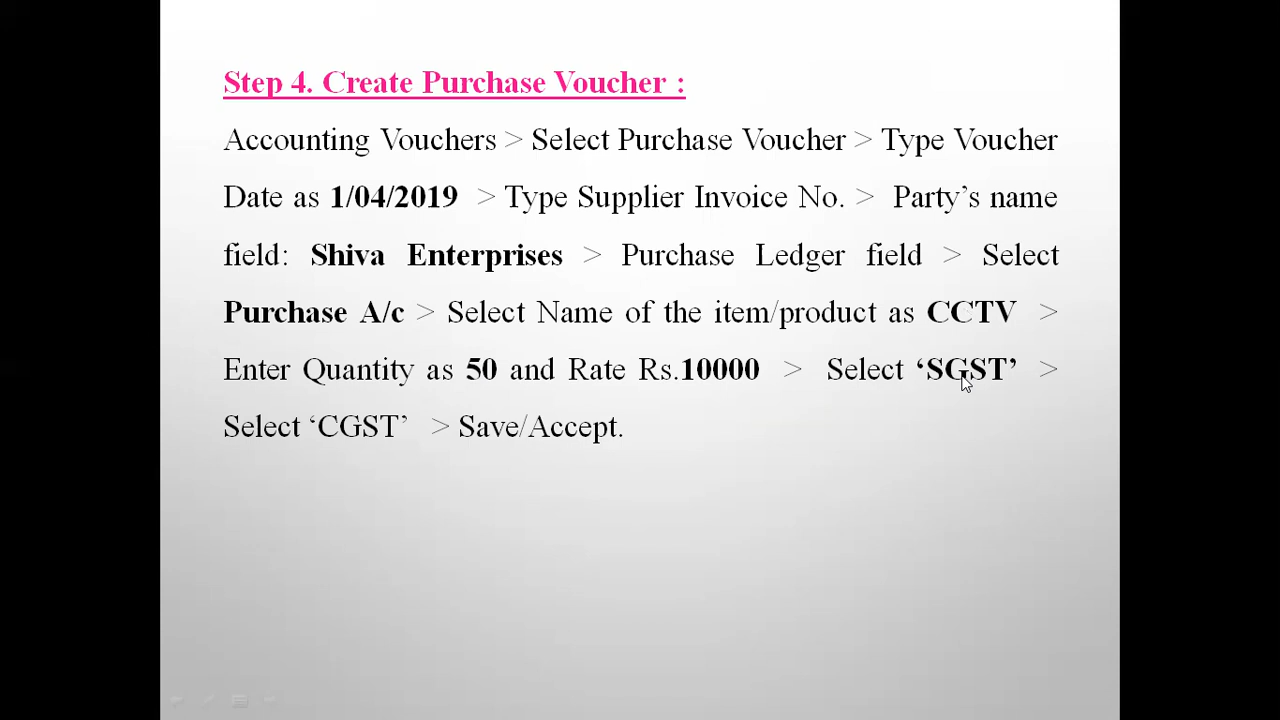 Step 4. Create Purchase Voucher :
Accounting Vouchers > Select Purchase Voucher > Type Voucher
Date as 1/04/2019 > Type Supplier Invoice No. > Party’s name
field: Shiva Enterprises > Purchase Ledger field > Select
Purchase A/c > Select Name of the item/product as CCTV >
Enter Quantity as 50 and Rate Rs.10000 > Select ‘SGST’ >
Select ‘CGST’ > Save/Accept.